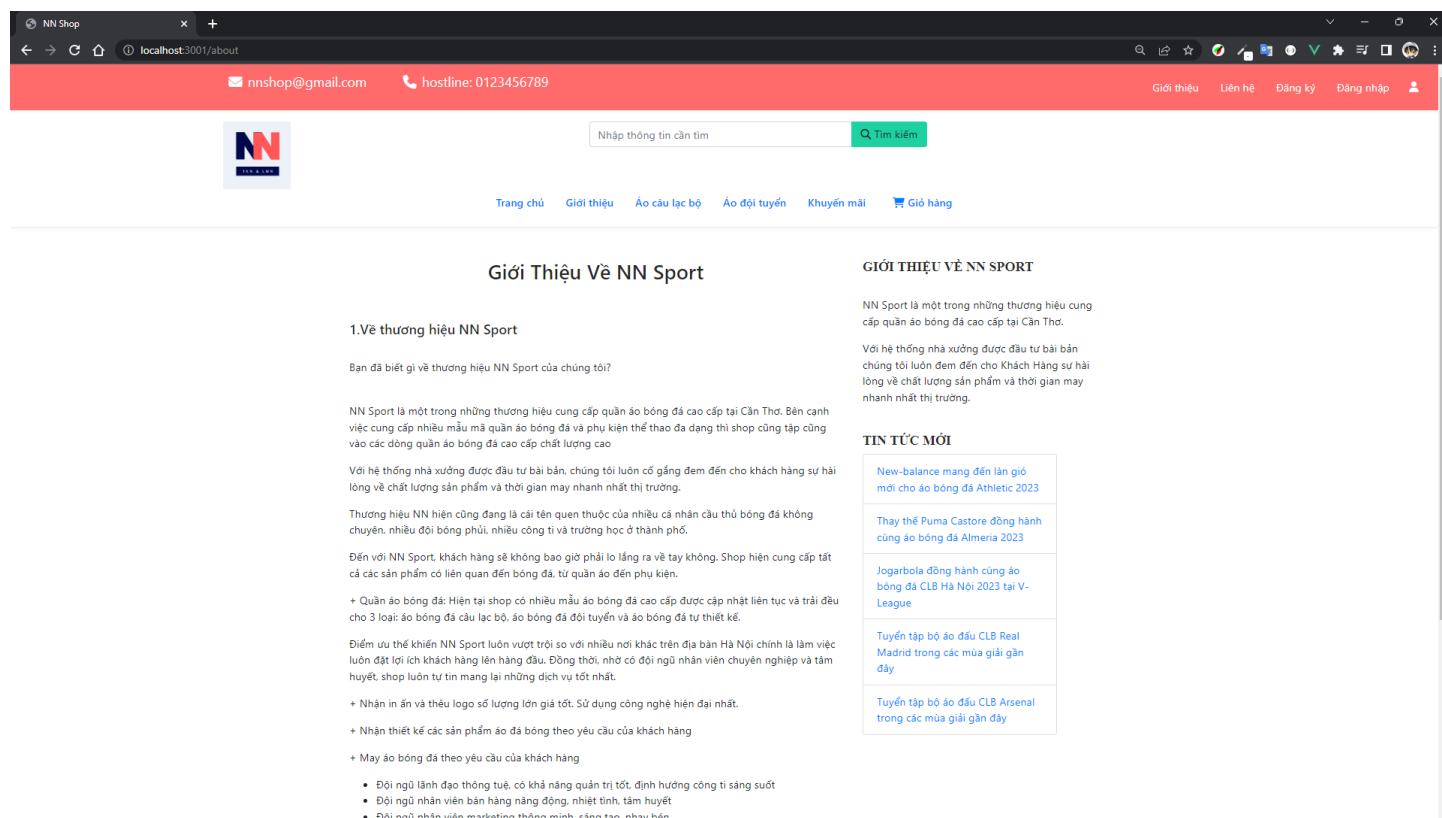 NN Shop
localhost:3001/about
nnshop@gmail.com
hostline: 0123456789
Giới thiệu
Liên hệ
Đăng ký
Đăng nhập
NN
Nhập thông tin cần tìm
Tìm kiếm
Trang chủ
Giới thiệu
Áo câu lạc bộ
Áo đội tuyển
Khuyến mãi
Giỏ hàng
Giới Thiệu Về NN Sport
1.Về thương hiệu NN Sport
Bạn đã biết gì về thương hiệu NN Sport của chúng tôi?
NN Sport là một trong những thương hiệu cung cấp quần áo bóng đá cao cấp tại Cần Thơ. Bên cạnh
việc cung cấp nhiều mẫu mã quần áo bóng đá và phụ kiện thể thao đa dạng thì shop cũng tập cũng
vào các dòng quần áo bóng đá cao cấp chất lượng cao
Với hệ thống nhà xưởng được đầu tư bài bản, chúng tôi luôn cố gắng đem đến cho khách hàng sự hài
lòng về chất lượng sản phẩm và thời gian may nhanh nhất thị trường.
Thương hiệu NN hiện cũng đang là cái tên quen thuộc của nhiều cá nhân cầu thủ bóng đá không
chuyên, nhiều đội bóng phủi, nhiều công ti và trường học ở thành phố.
Đến với NN Sport, khách hàng sẽ không bao giờ phải lo lắng ra về tay không. Shop hiện cung cấp tất
cả các sản phẩm có liên quan đến bóng đá, từ quần áo đến phụ kiện.
+ Quần áo bóng đá: Hiện tại shop có nhiều mẫu áo bóng đá cao cấp được cập nhật liên tục và trải đều
cho 3 loại: áo bóng đá câu lạc bộ, áo bóng đá đội tuyển và áo bóng đá tự thiết kế.
Điểm ưu thế khiến NN Sport luôn vượt trội so với nhiều nơi khác trên địa bàn Hà Nội chính là làm việc
luôn đặt lợi ích khách hàng lên hàng đầu. Đồng thời, nhờ có đội ngũ nhân viên chuyên nghiệp và tâm
huyết, shop luôn tự tin mang lại những dịch vụ tốt nhất.
+ Nhận in ấn và thêu logo số lượng lớn giá tốt. Sử dụng công nghệ hiện đại nhất.
+ Nhận thiết kế các sản phẩm áo đá bóng theo yêu cầu của khách hàng
+ May áo bóng đá theo yêu cầu của khách hàng
Đội ngũ lãnh đạo thông tuệ, có khả năng quản trị tốt, định hướng công ti sáng suốt
Đội ngũ nhân viên bán hàng năng động, nhiệt tình, tâm huyết
Đội ngũ nhân viên marketing thông minh, sáng tạo, nhạy bén
GIỚI THIỆU VỀ NN SPORT
NN Sport là một trong những thương hiệu cung
cấp quần áo bóng đá cao cấp tại Cần Thơ.
Với hệ thống nhà xưởng được đầu tư bài bản
chúng tôi luôn đem đến cho Khách Hàng sự hài
lòng về chất lượng sản phẩm và thời gian may
nhanh nhất thị trường.
TIN TỨC MỚI
New-balance mang đến làn gió
mới cho áo bóng đá Athletic 2023
Thay thế Puma Castore đồng hành
cùng áo bóng đá Almeria 2023
Jogarbola đồng hành cùng áo
bóng đá CLB Hà Nội 2023 tại V-
League
Tuyển tập bộ áo đấu CLB Real
Madrid trong các mùa giải gần
đây
Tuyển tập bộ áo đấu CLB Arsenal
trong các mùa giải gần đây